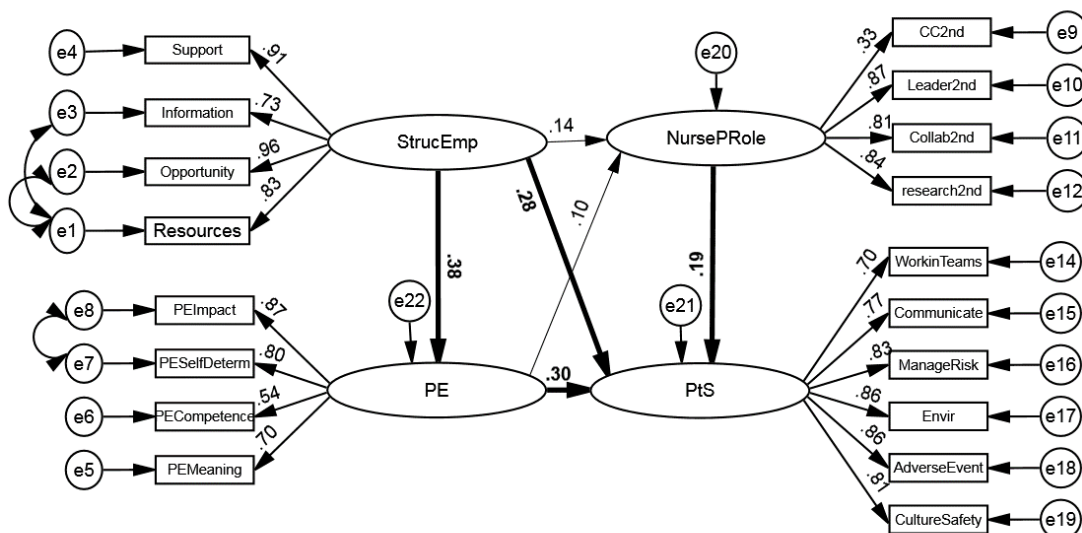 e4
Support
.91
e3
Information
.73
e2
Opportunity
.96
e1
Resources
.83
StrucEmp
e20
NursePRole
.14
.33
CC2nd
e9
.87
Leader2nd
e10
.81
Collab2nd
e11
.84
research2nd
e12
.38
.28
.10
.19
e8
PEImpact
.87
e7
PESelfDeterm
.80
e6
PECompetence
.54
e5
PEMeaning
.70
e22
PE
.30
e21
PtS
.70
WorkinTeams
e14
.77
Communicate
e15
.83
ManageRisk
e16
.86
Envir
e17
.86
AdverseEvent
e18
.81
CultureSafety
e19